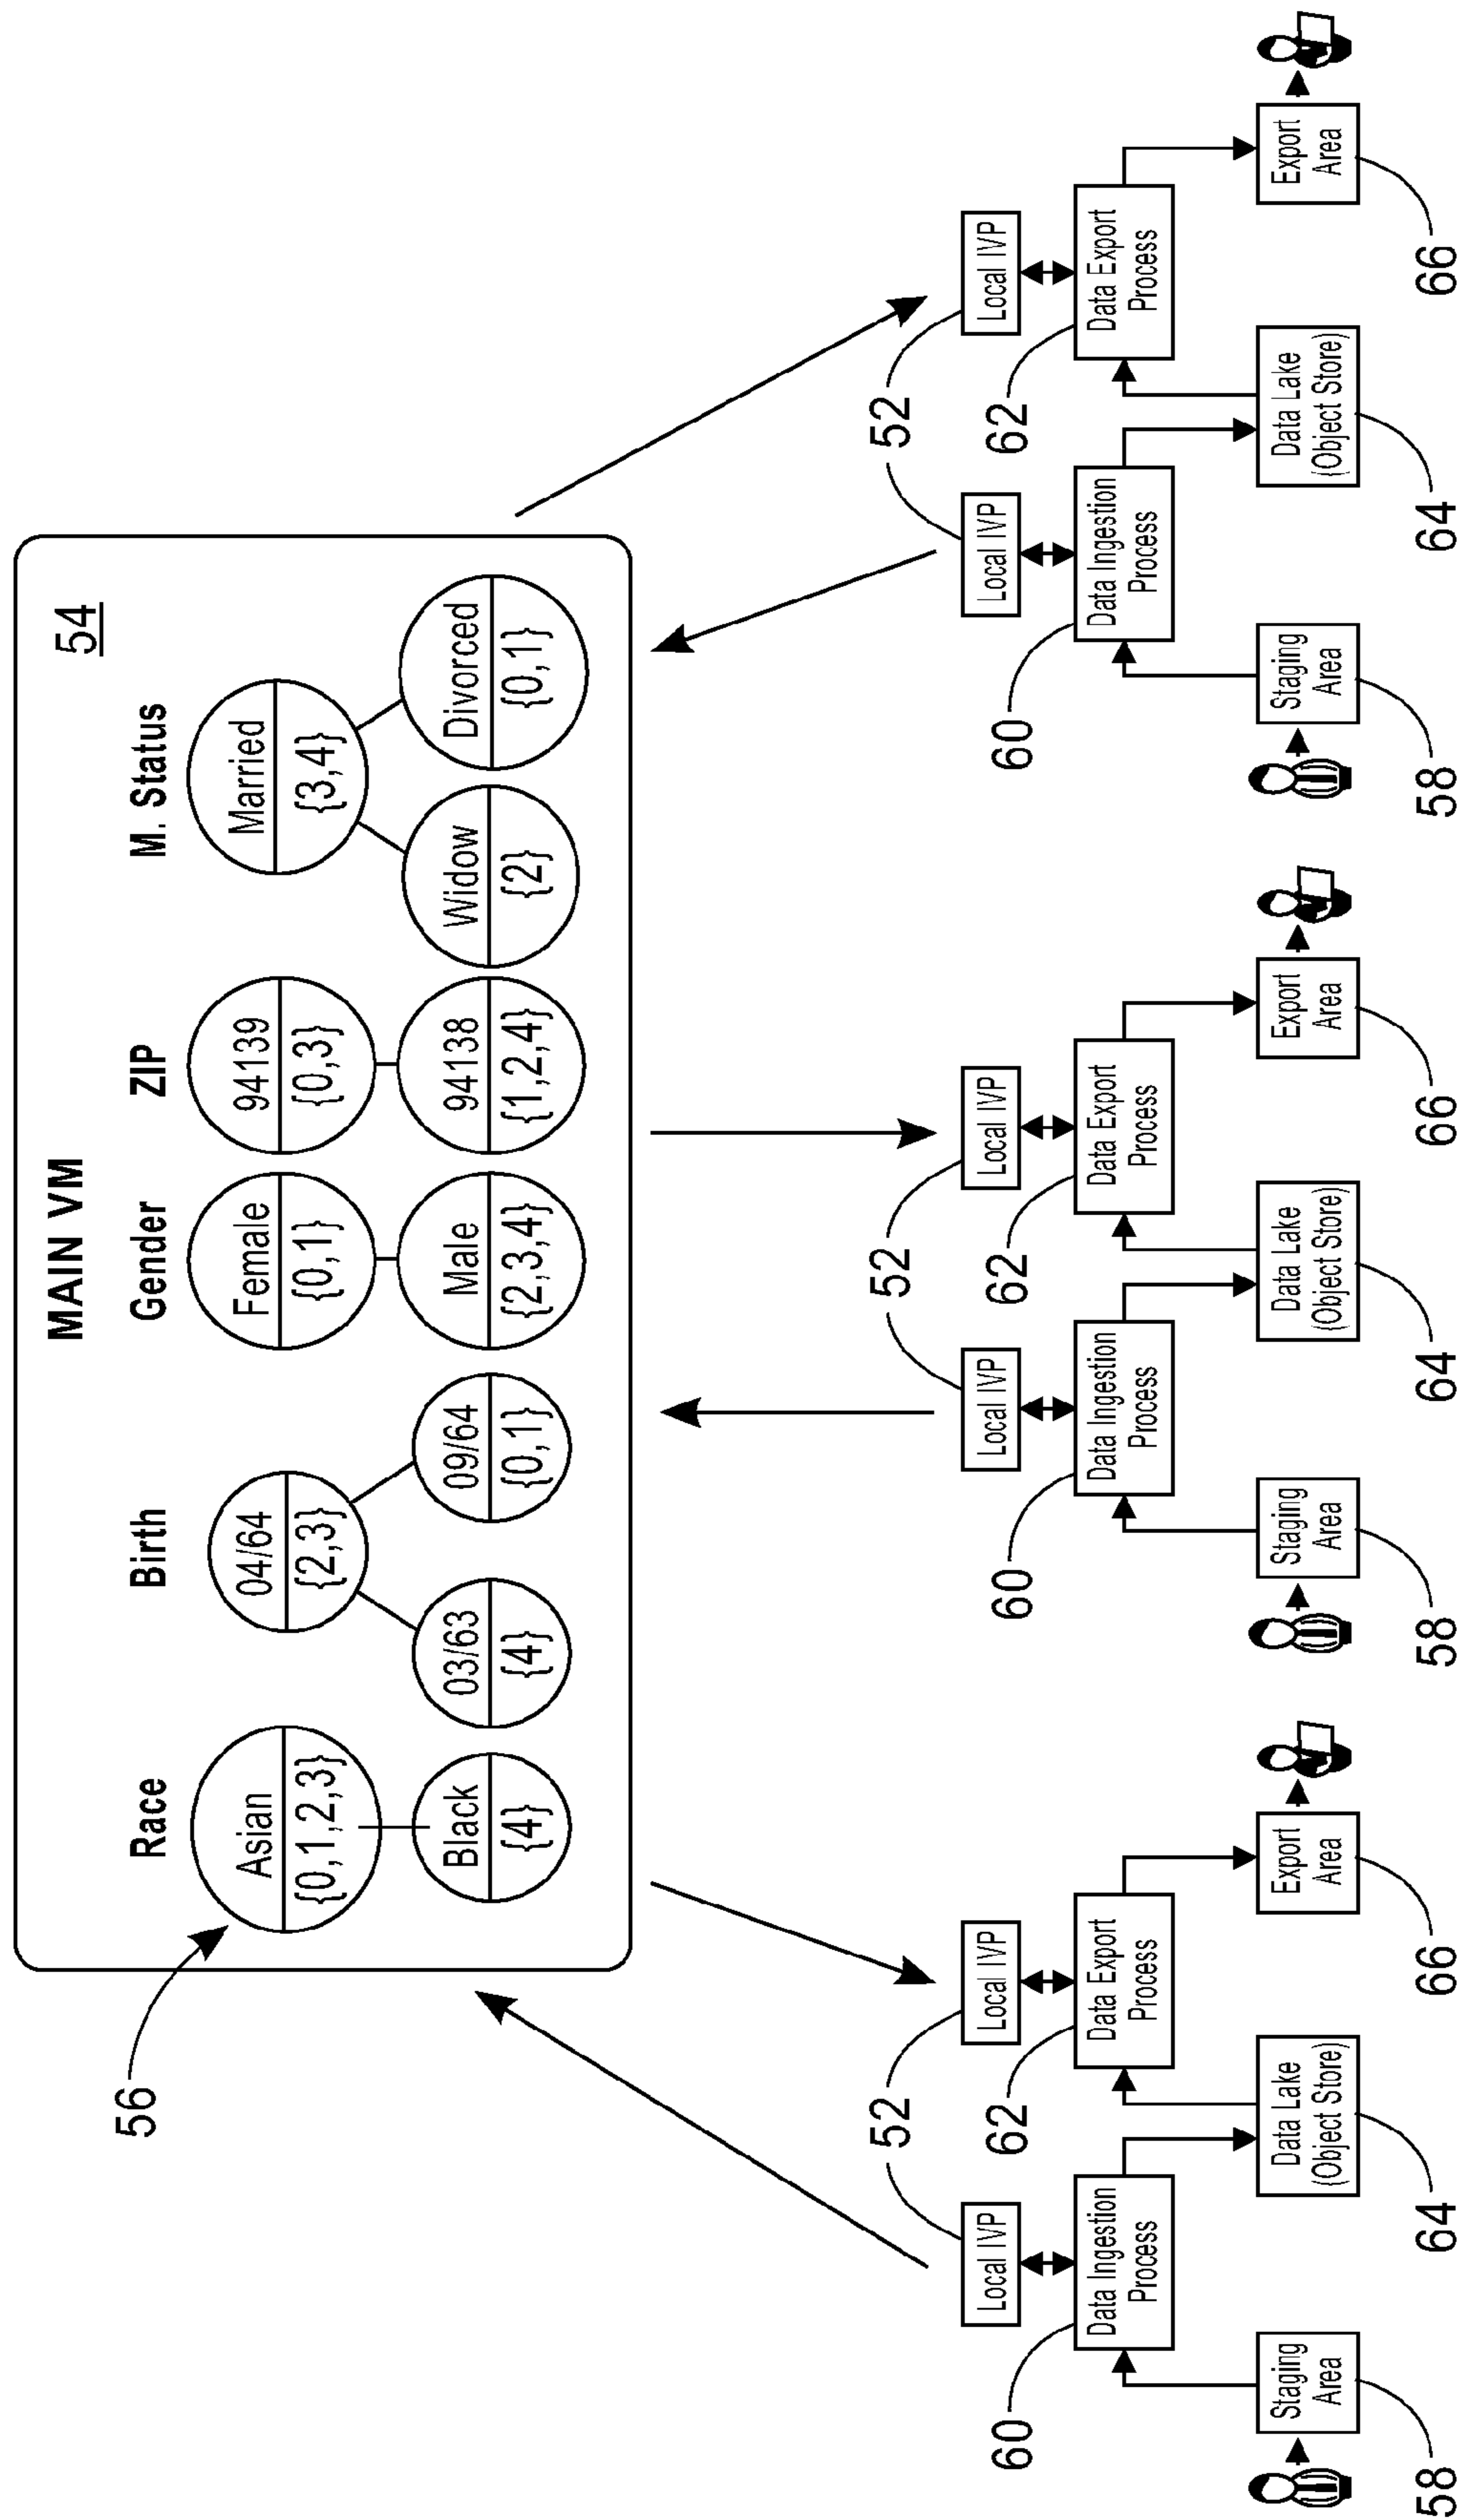 MAIN VM
54
56
Race
Birth
Gender
ZIP
M. Status
Asian
{0,1,2,3}
Black
{4}
04/64
{2,3}
03/63
{4}
09/64
{0,1}
Female
{0,1}
Male
{2,3,4}
94139
{0,3}
94138
{1,2,4}
Married
{3,4}
Widow
{2}
Divorced
{0,1}
52
Local IVP
Local IVP
60
Data Ingestion
Process
62
Data Export
Process
Staging
Area
Data Lake
(Object Store)
Export
Area
58
64
66
52
Local IVP
Local IVP
60
Data Ingestion
Process
62
Data Export
Process
Staging
Area
Data Lake
(Object Store)
Export
Area
58
64
66
52
Local IVP
Local IVP
60
Data Ingestion
Process
62
Data Export
Process
Staging
Area
Data Lake
(Object Store)
Export
Area
58
64
66